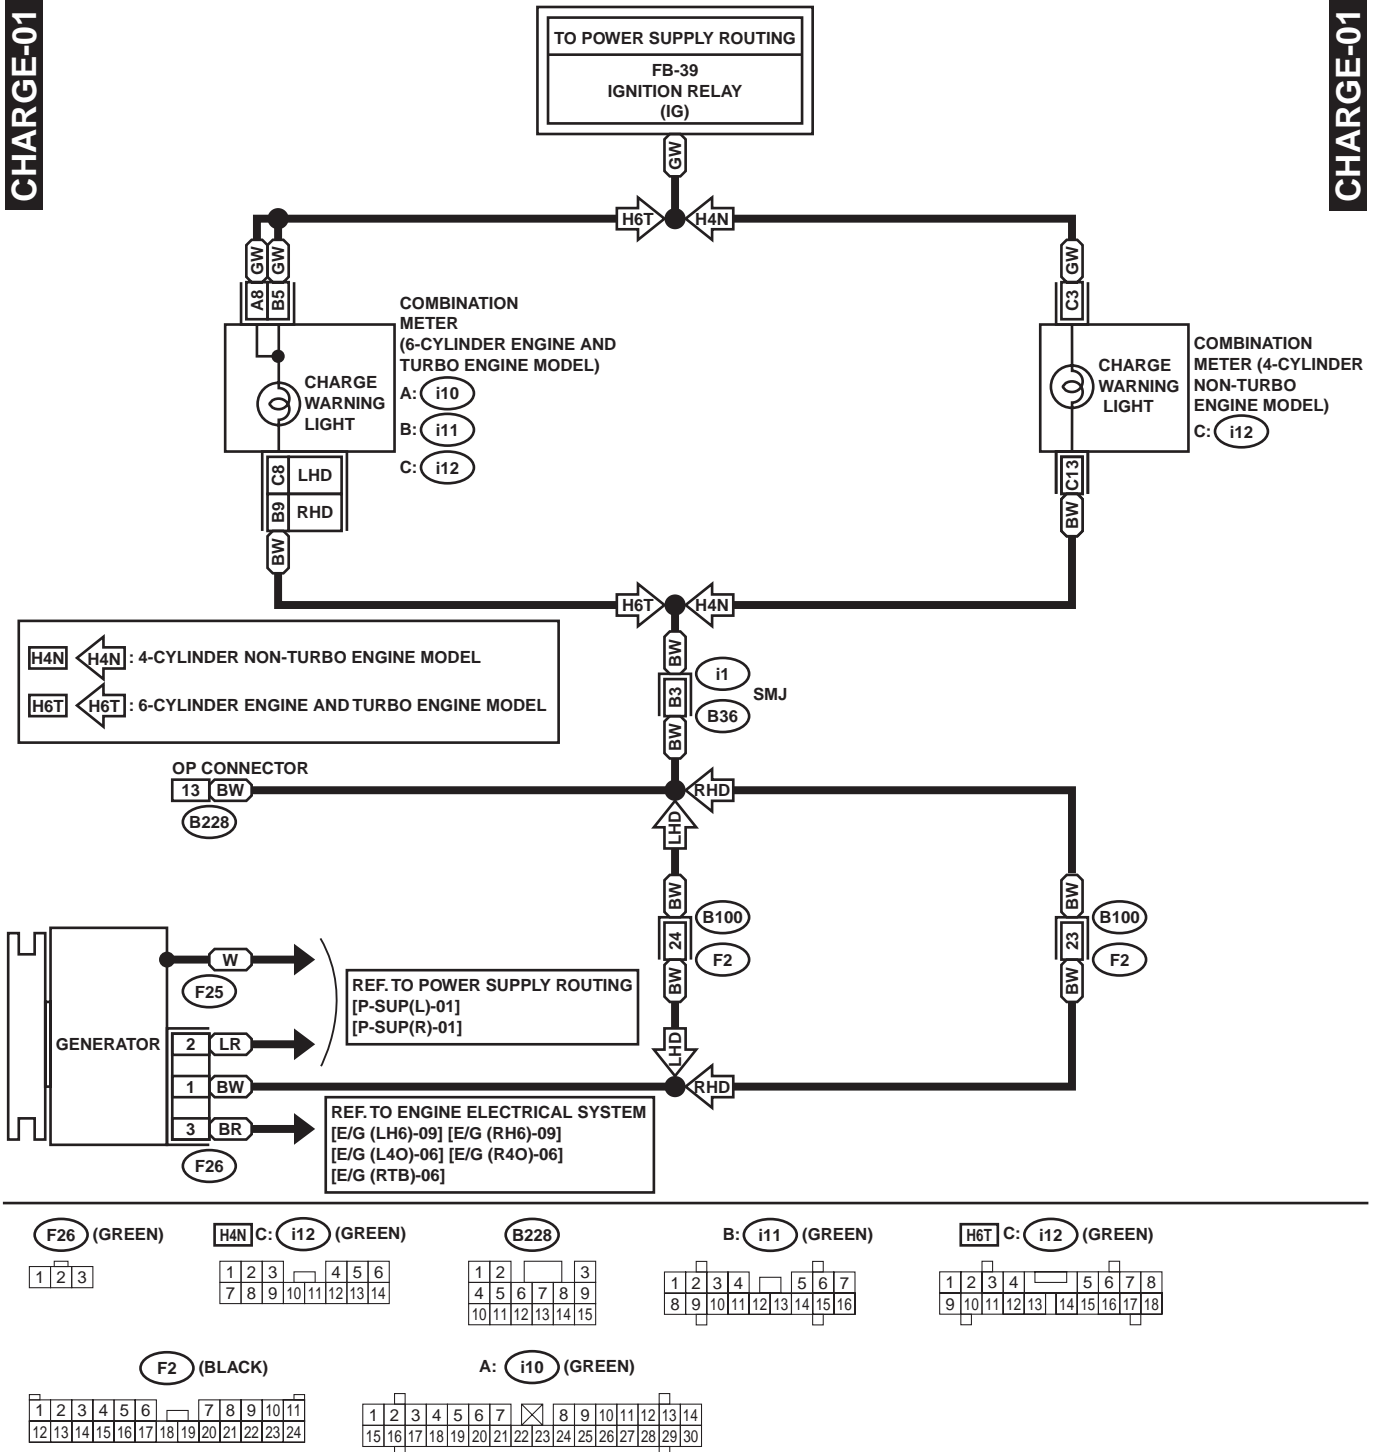 CHARGE-01
CHARGE-01
TO POWER SUPPLY ROUTING
FB-39
IGNITION RELAY
(IG)
GW
H6T
H4N
GW
GW
GW
A8
B5
C3
COMBINATION
METER
(6-CYLINDER ENGINE AND
TURBO ENGINE MODEL)
A: i10
B: i11
C: i12
CHARGE
WARNING
LIGHT
CHARGE
WARNING
LIGHT
COMBINATION
METER (4-CYLINDER
NON-TURBO
ENGINE MODEL)
C: i12
C8 LHD
B9 RHD
BW
C13
BW
H6T
H4N
H4N H4N : 4-CYLINDER NON-TURBO ENGINE MODEL
H6T H6T : 6-CYLINDER ENGINE AND TURBO ENGINE MODEL
BW
B3
BW
i1
B36
SMJ
OP CONNECTOR
13 BW
B228
RHD
LHD
BW
24
BW
B100
F2
LHD
BW
23
BW
B100
F2
RHD
GENERATOR
W
F25
2 LR
1 BW
3 BR
F26
REF. TO POWER SUPPLY ROUTING
[P-SUP(L)-01]
[P-SUP(R)-01]
REF. TO ENGINE ELECTRICAL SYSTEM
[E/G (LH6)-09] [E/G (RH6)-09]
[E/G (L4O)-06] [E/G (R4O)-06]
[E/G (RTB)-06]
F26 (GREEN)
1 2 3
H4N C: i12 (GREEN)
1 2 3 4 5 6
7 8 9 10 11 12 13 14
B228
1 2 3
4 5 6 7 8 9
10 11 12 13 14 15
B: i11 (GREEN)
1 2 3 4 5 6 7
8 9 10 11 12 13 14 15 16
H6T C: i12 (GREEN)
1 2 3 4 5 6 7 8
9 10 11 12 13 14 15 16 17 18
F2 (BLACK)
1 2 3 4 5 6 7 8 9 10 11
12 13 14 15 16 17 18 19 20 21 22 23 24
A: i10 (GREEN)
1 2 3 4 5 6 7 8 9 10 11 12 13 14
15 16 17 18 19 20 21 22 23 24 25 26 27 28 29 30